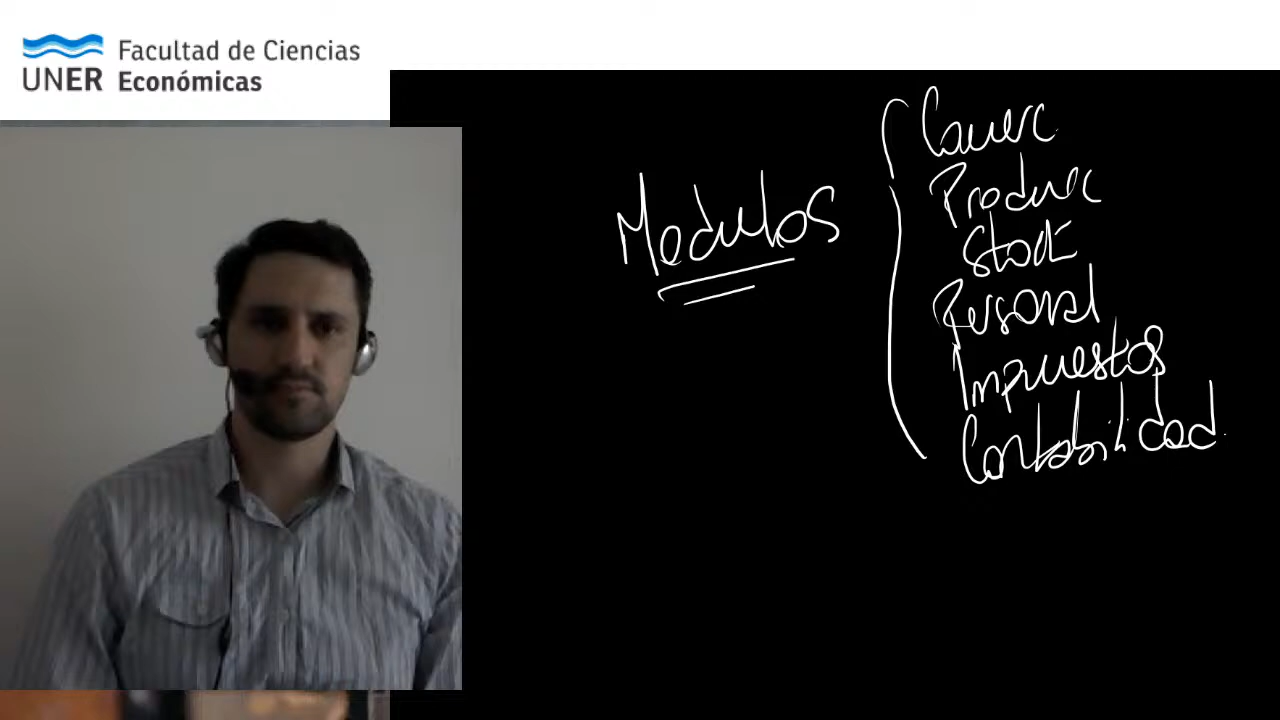 Facultad de Ciencias
UNER Económicas
Modulos
Comerc
Produc
Stock
Personal
Impuestos
Contabilidad.